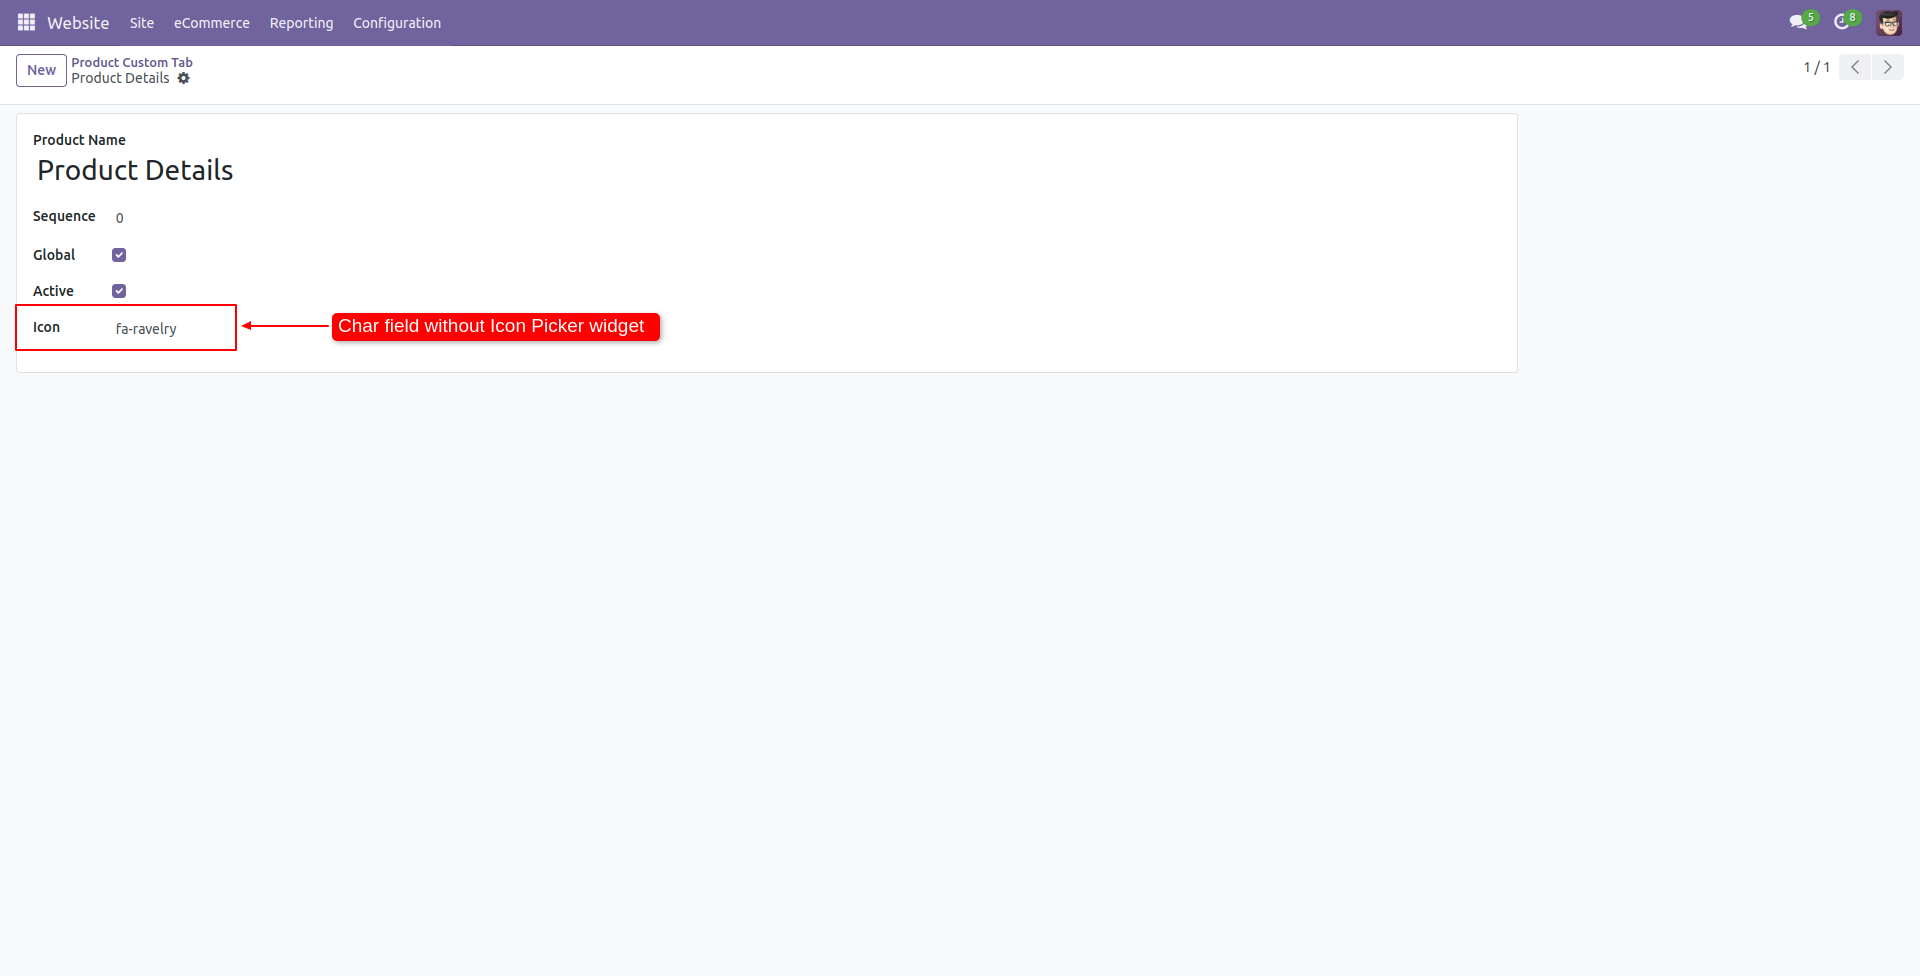 Website Site eCommerce Reporting Configuration 5 8
New Product Custom Tab
Product Details
1 / 1
Product Name
Product Details
Sequence 0
Global
Active
Icon fa-ravelry
Char field without Icon Picker widget